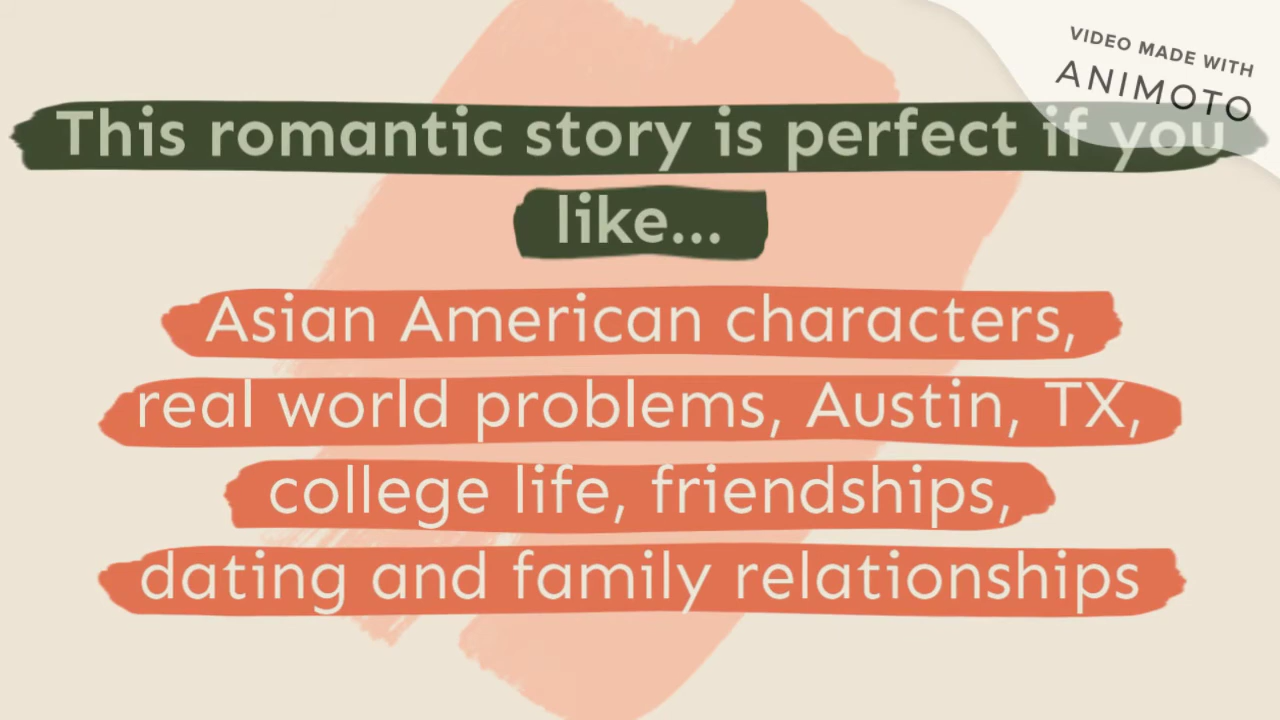 VIDEO MADE WITH
ANIMOTO
This romantic story is perfect if you
like...
Asian American characters,
real world problems, Austin, TX,
college life, friendships,
dating and family relationships